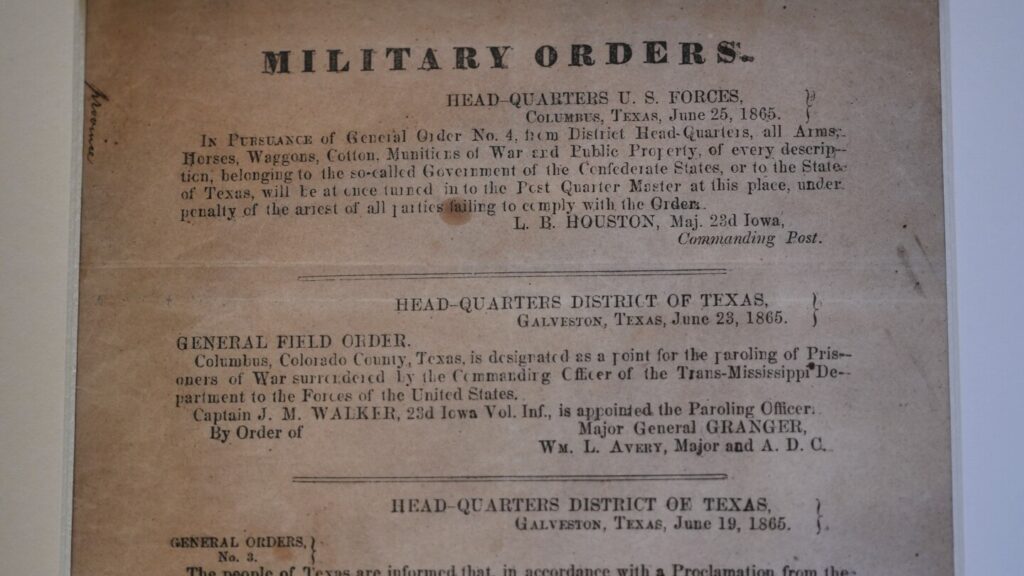 MILITARY ORDERS.
HEAD-QUARTERS U. S. FORCES,
COLUMBUS, TEXAS, June 25, 1865.
IN PURSUANCE of General Order No. 4, from District Head-Quarters, all Arms,
Horses, Waggons, Cotton, Munitions of War and Public Property, of every descrip-
tion, belonging to the so-called Government of the Confederate States, or to the State
of Texas, will be at once turned in to the Post Quarter Master at this place, under
penalty of the arrest of all parties failing to comply with the Order.
L. B. HOUSTON, Maj. 23d Iowa,
Commanding Post.
HEAD-QUARTERS DISTRICT OF TEXAS,
GALVESTON, TEXAS, June 23, 1865.
GENERAL FIELD ORDER.
Columbus, Colorado County, Texas, is designated as a point for the paroling of Pris-
oners of War surrendered by the Commanding Officer of the Trans-Mississippi De-
partment to the Forces of the United States.
Captain J. M. WALKER, 23d Iowa Vol. Inf., is appointed the Paroling Officer.
By Order of Major General GRANGER,
WM. L. AVERY, Major and A. D. C.
HEAD-QUARTERS DISTRICT OF TEXAS,
GALVESTON, TEXAS, June 19, 1865.
GENERAL ORDERS,
No. 3.
The people of Texas are informed that, in accordance with a Proclamation from the